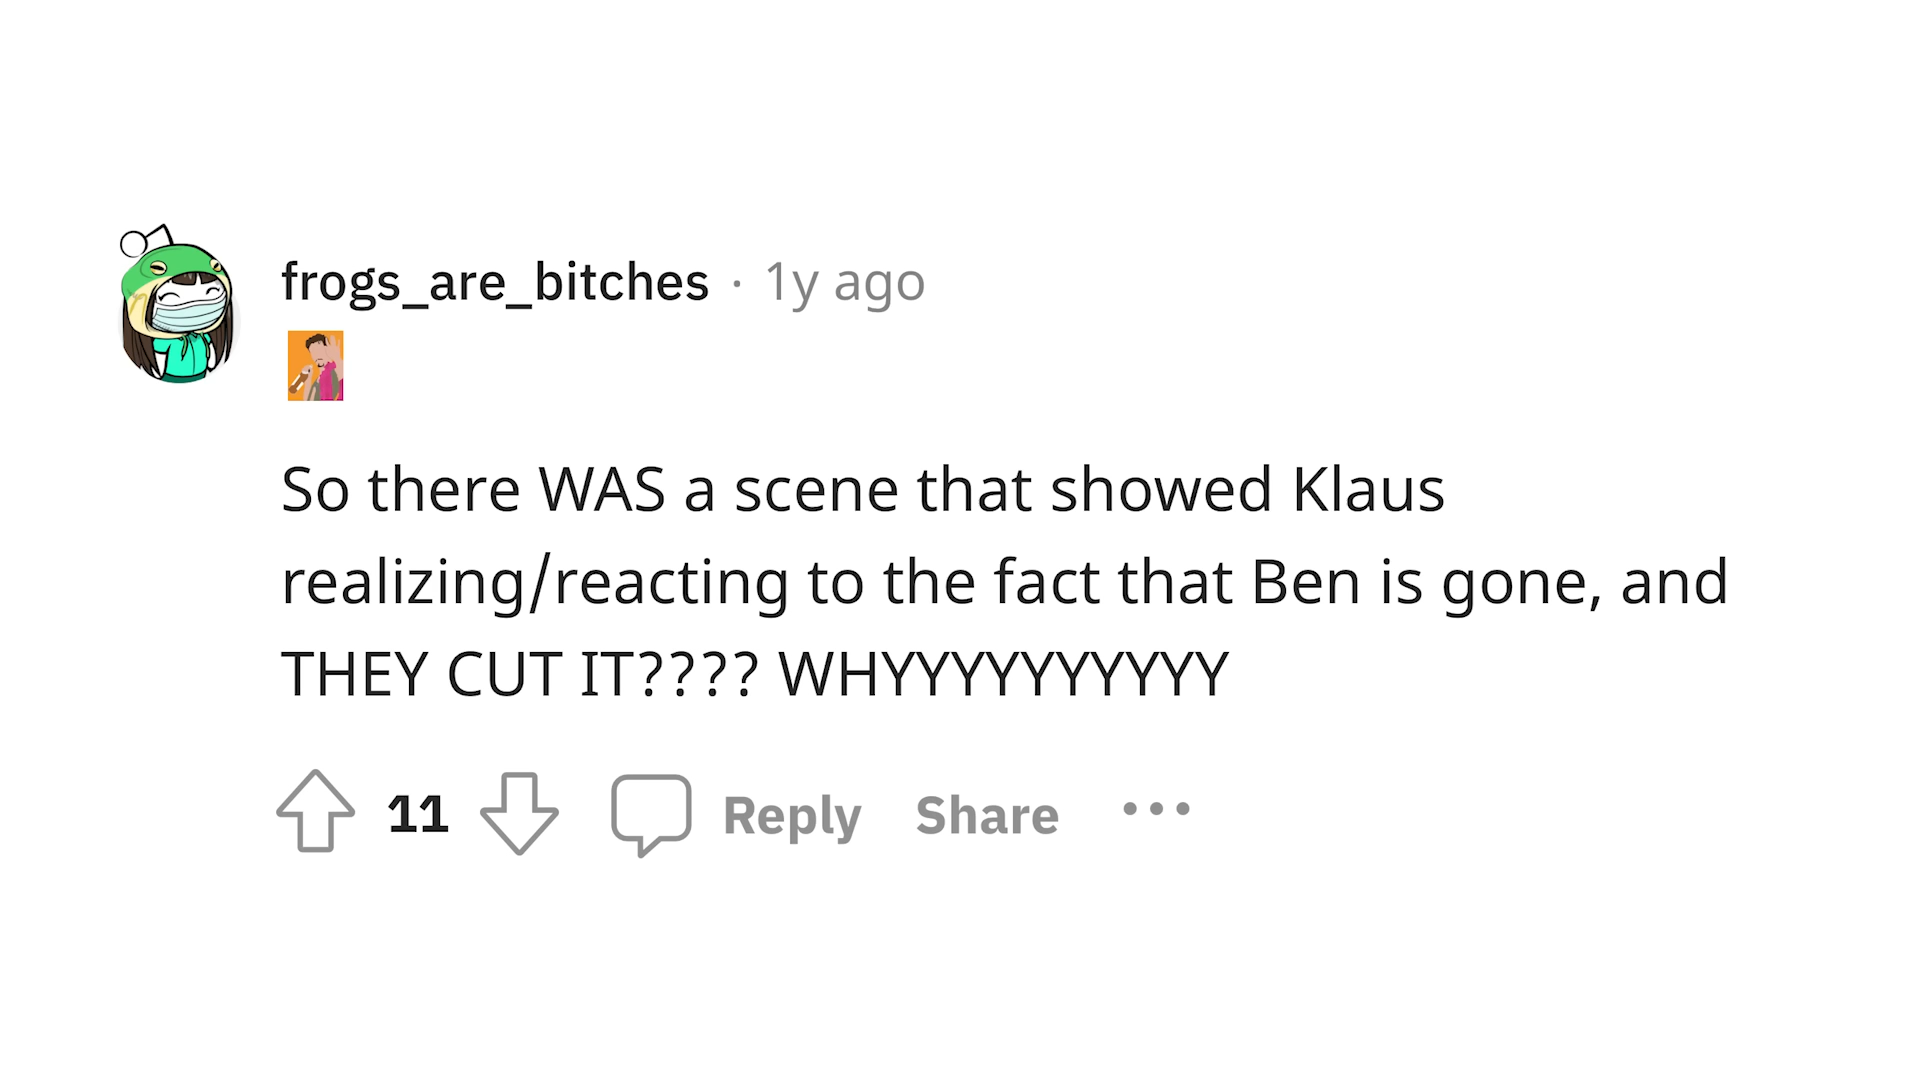 frogs_are_bitches · 1y ago
So there WAS a scene that showed Klaus
realizing/reacting to the fact that Ben is gone, and
THEY CUT IT???? WHYYYYYYYYYY
11 Reply Share ...